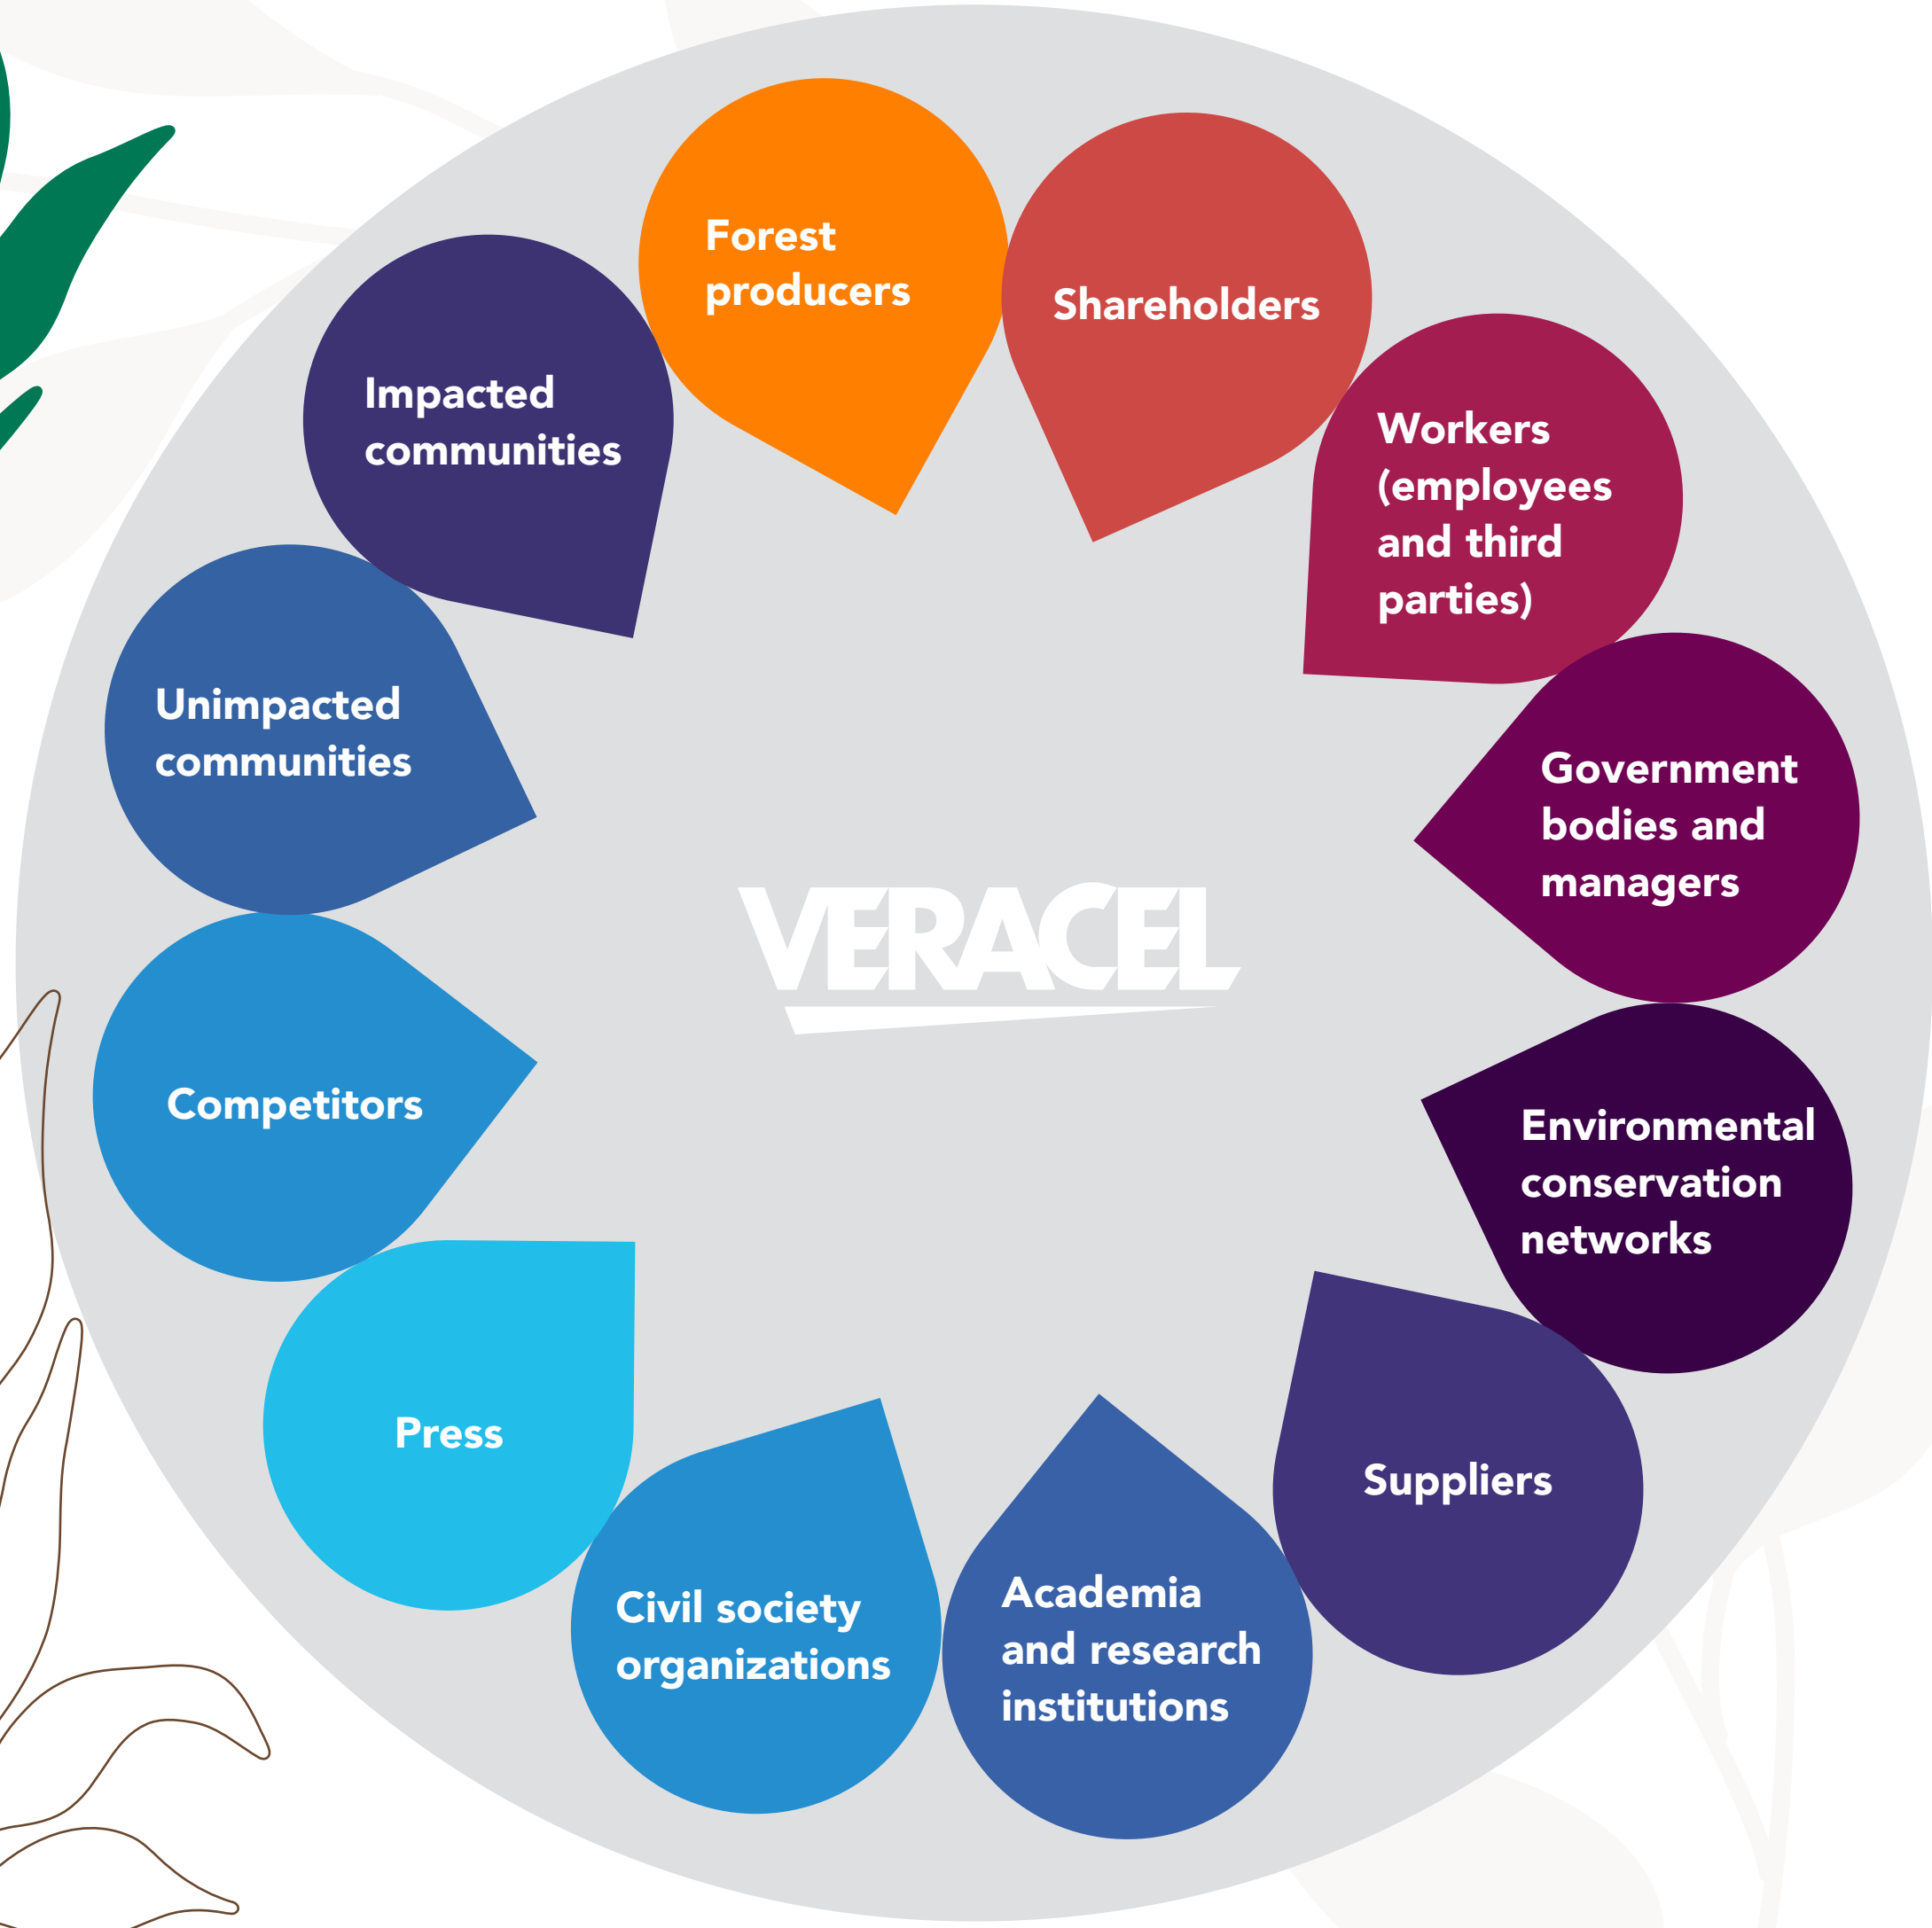 Forest
producers
Shareholders
Workers
(employees
and third
parties)
Government
bodies and
managers
Environmental
conservation
networks
Suppliers
Academia
and research
institutions
Civil society
organizations
Press
Competitors
Unimpacted
communities
Impacted
communities
VERACEL